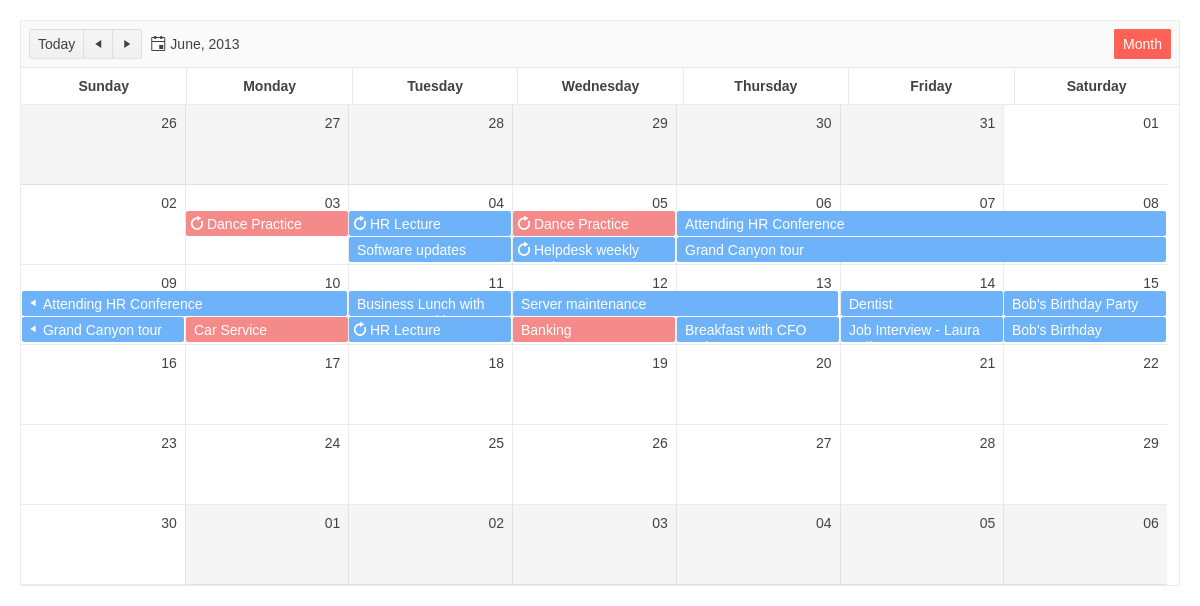 Today June, 2013 Month
Sunday Monday Tuesday Wednesday Thursday Friday Saturday
26 27 28 29 30 31 01
02 03 04 05 06 07 08
Dance Practice HR Lecture Dance Practice Attending HR Conference
Software updates Helpdesk weekly Grand Canyon tour
09 10 11 12 13 14 15
Attending HR Conference Business Lunch with Server maintenance Dentist Bob's Birthday Party
Grand Canyon tour Car Service HR Lecture Banking Breakfast with CFO Job Interview - Laura Bob's Birthday
16 17 18 19 20 21 22
23 24 25 26 27 28 29
30 01 02 03 04 05 06